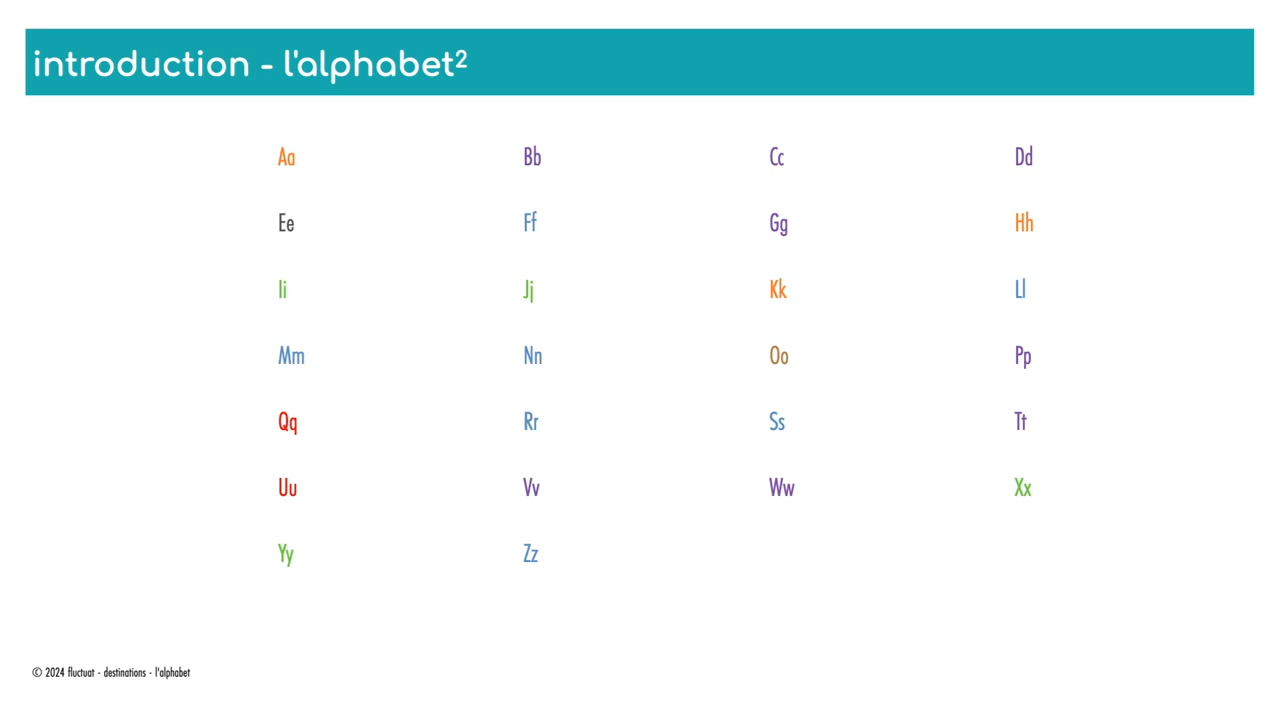 introduction - l'alphabet²
Aa Bb Cc Dd
Ee Ff Gg Hh
Ii Jj Kk Ll
Mm Nn Oo Pp
Qq Rr Ss Tt
Uu Vv Ww Xx
Yy Zz
© 2024 fluctuat - destinations - l'alphabet